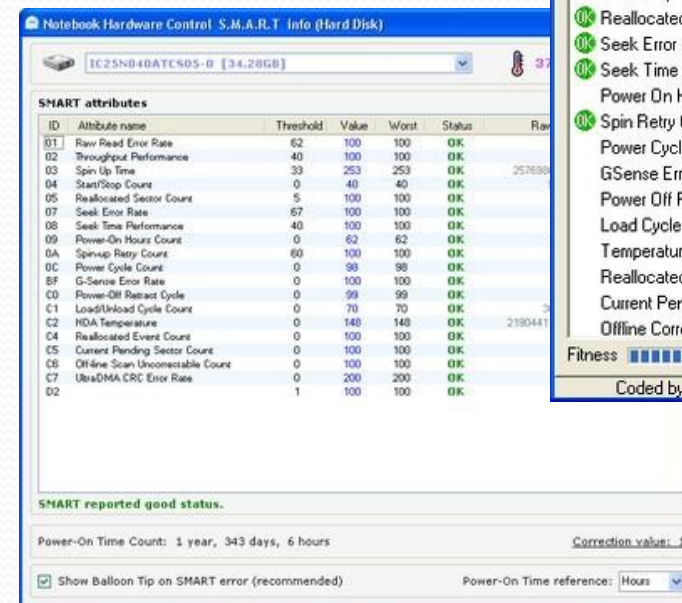 Notebook Hardware Control S.M.A.R.T info (Hard Disk)
IC25N040ATCS05-0 [34.28GB]
SMART attributes
ID Attribute name Threshold Value Worst Status
01 Raw Read Error Rate 62 100 100 OK
02 Throughput Performance 40 100 100 OK
03 Spin Up Time 33 253 253 OK
04 Start/Stop Count 0 40 40 OK
05 Reallocated Sector Count 5 100 100 OK
07 Seek Error Rate 67 100 100 OK
08 Seek Time Performance 40 100 100 OK
09 Power-On Hours Count 0 62 62 OK
0A Spin-up Retry Count 60 100 100 OK
0C Power Cycle Count 0 98 98 OK
BF G-Sense Error Rate 0 100 100 OK
C0 Power-Off Retract Cycle 0 99 99 OK
C1 Load/Unload Cycle Count 0 70 70 OK
C2 HDA Temperature 0 148 148 OK
C4 Reallocated Event Count 0 100 100 OK
C5 Current Pending Sector Count 0 100 100 OK
C6 Off-line Scan Uncorrectable Count 0 100 100 OK
C7 UltraDMA CRC Error Rate 0 200 200 OK
D2 1 100 100 OK
SMART reported good status.
Power-On Time Count: 1 year, 343 days, 6 hours
Correction value:
Show Balloon Tip on SMART error (recommended)
Power-On Time reference: Hours
OK Reallocated
OK Seek Error
OK Seek Time
Power On
OK Spin Retry
Power Cycl
GSense Err
Power Off
Load Cycle
Temperatur
Reallocated
Current Per
Offline Corr
Fitness
Coded by